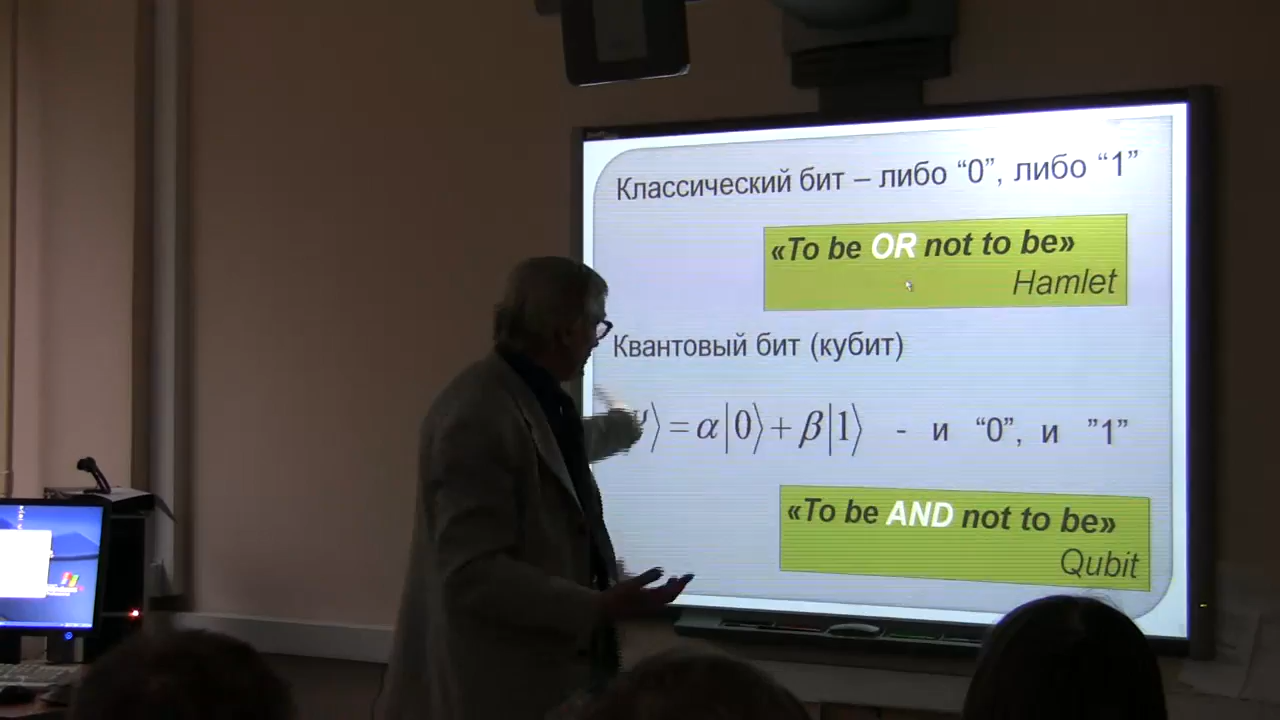 Классический бит – либо “0”, либо “1”
«To be OR not to be»
Hamlet
Квантовый бит (кубит)
⟩ = α|0⟩ + β|1⟩ - и “0”, и ”1”
«To be AND not to be»
Qubit